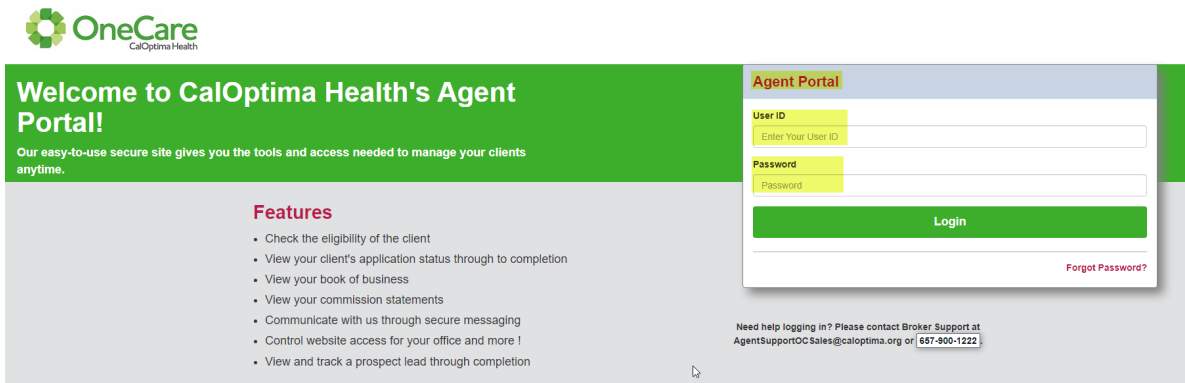 OneCare
CalOptima Health
Welcome to CalOptima Health's Agent
Portal!
Our easy-to-use secure site gives you the tools and access needed to manage your clients
anytime.
Features
• Check the eligibility of the client
• View your client's application status through to completion
• View your book of business
• View your commission statements
• Communicate with us through secure messaging
• Control website access for your office and more !
• View and track a prospect lead through completion
Agent Portal
User ID
Enter Your User ID
Password
Password
Login
Forgot Password?
Need help logging in? Please contact Broker Support at
AgentSupportOCSales@caloptima.org or 657-900-1222.